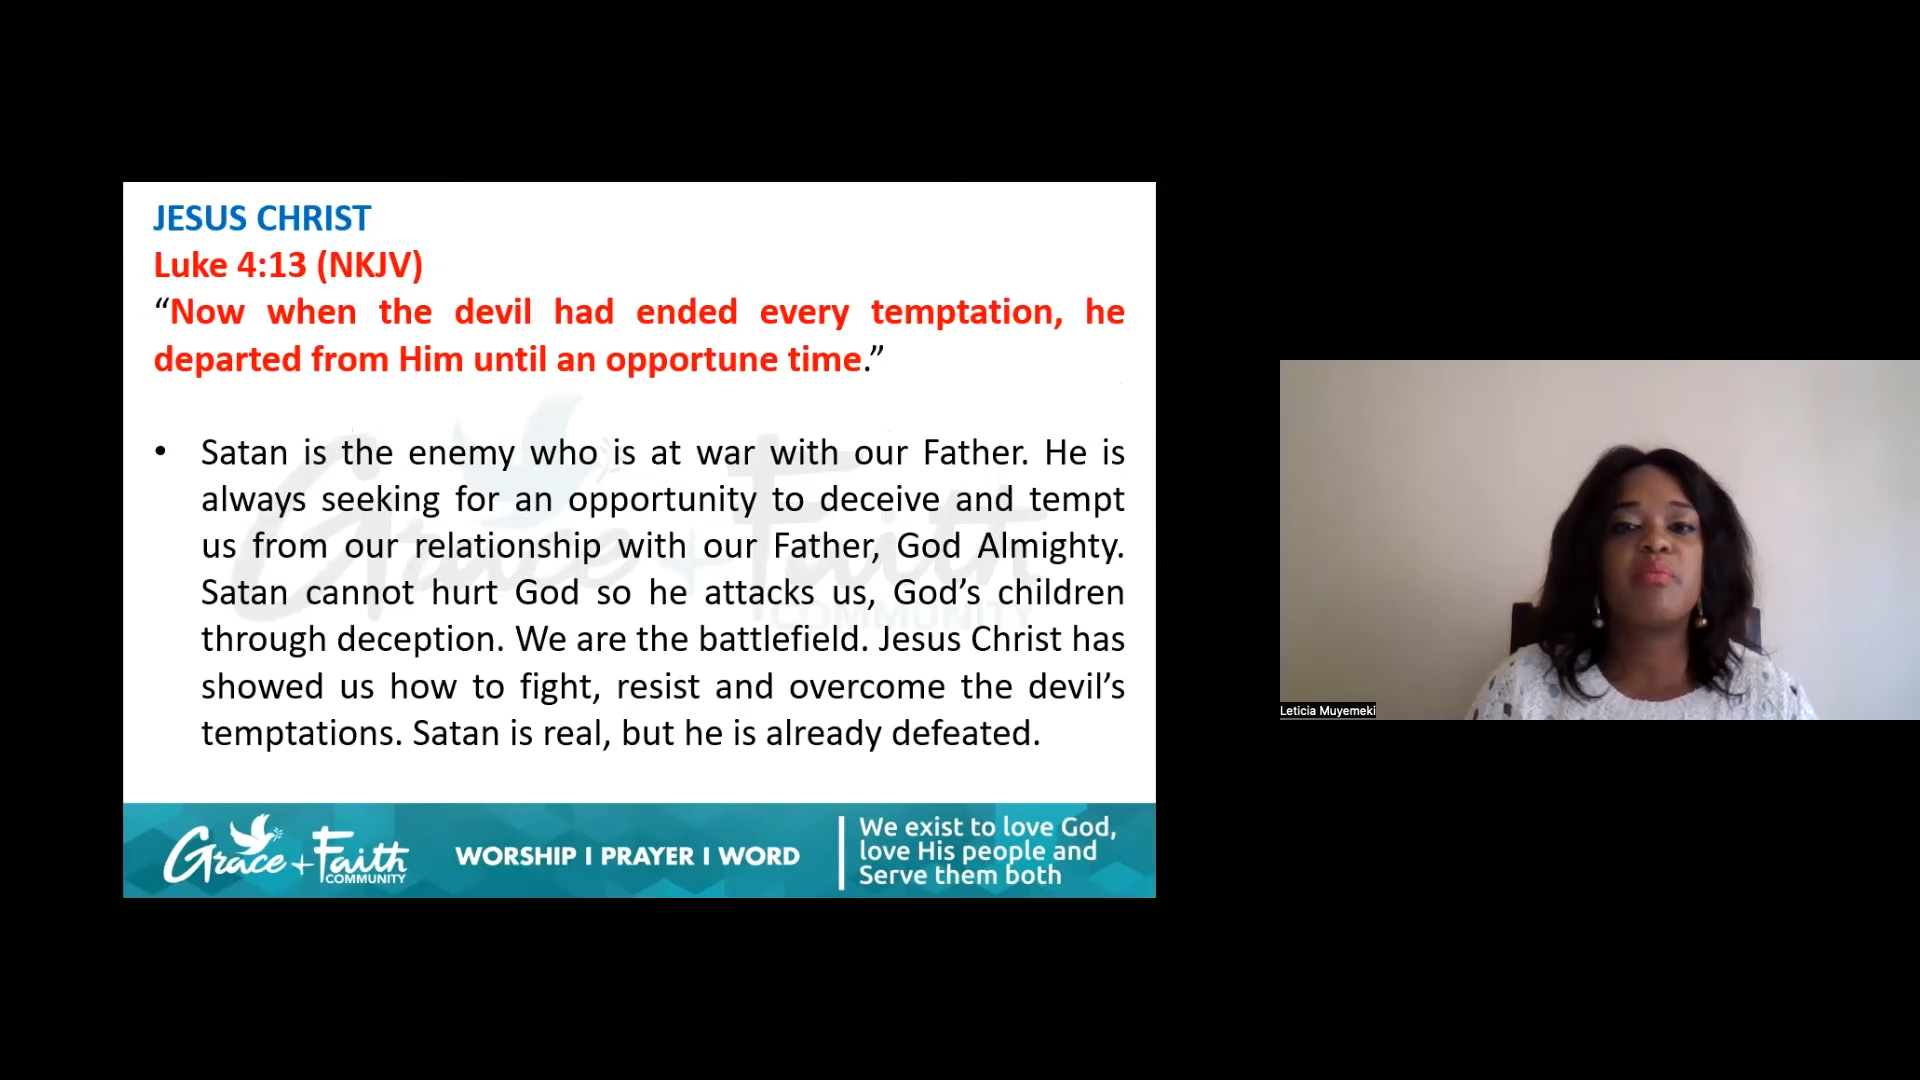 JESUS CHRIST
Luke 4:13 (NKJV)
“Now when the devil had ended every temptation, he
departed from Him until an opportune time.”
• Satan is the enemy who is at war with our Father. He is
always seeking for an opportunity to deceive and tempt
us from our relationship with our Father, God Almighty.
Satan cannot hurt God so he attacks us, God’s children
through deception. We are the battlefield. Jesus Christ has
showed us how to fight, resist and overcome the devil’s
temptations. Satan is real, but he is already defeated.
Grace + Faith
COMMUNITY
Grace + Faith
COMMUNITY
WORSHIP | PRAYER | WORD
We exist to love God,
love His people and
Serve them both
Leticia Muyemeki